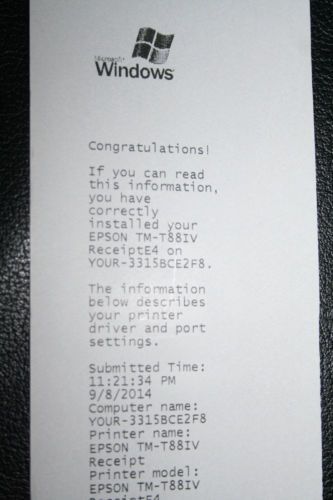 Microsoft
Windows
Congratulations!
If you can read
this information,
you have
correctly
installed your
EPSON TM-T88IV
ReceiptE4 on
YOUR-3315BCE2F8.
The information
below describes
your printer
driver and port
settings.
Submitted Time:
11:21:34 PM
9/8/2014
Computer name:
YOUR-3315BCE2F8
Printer name:
EPSON TM-T88IV
Receipt
Printer model:
EPSON TM-T88IV
ReceiptE4